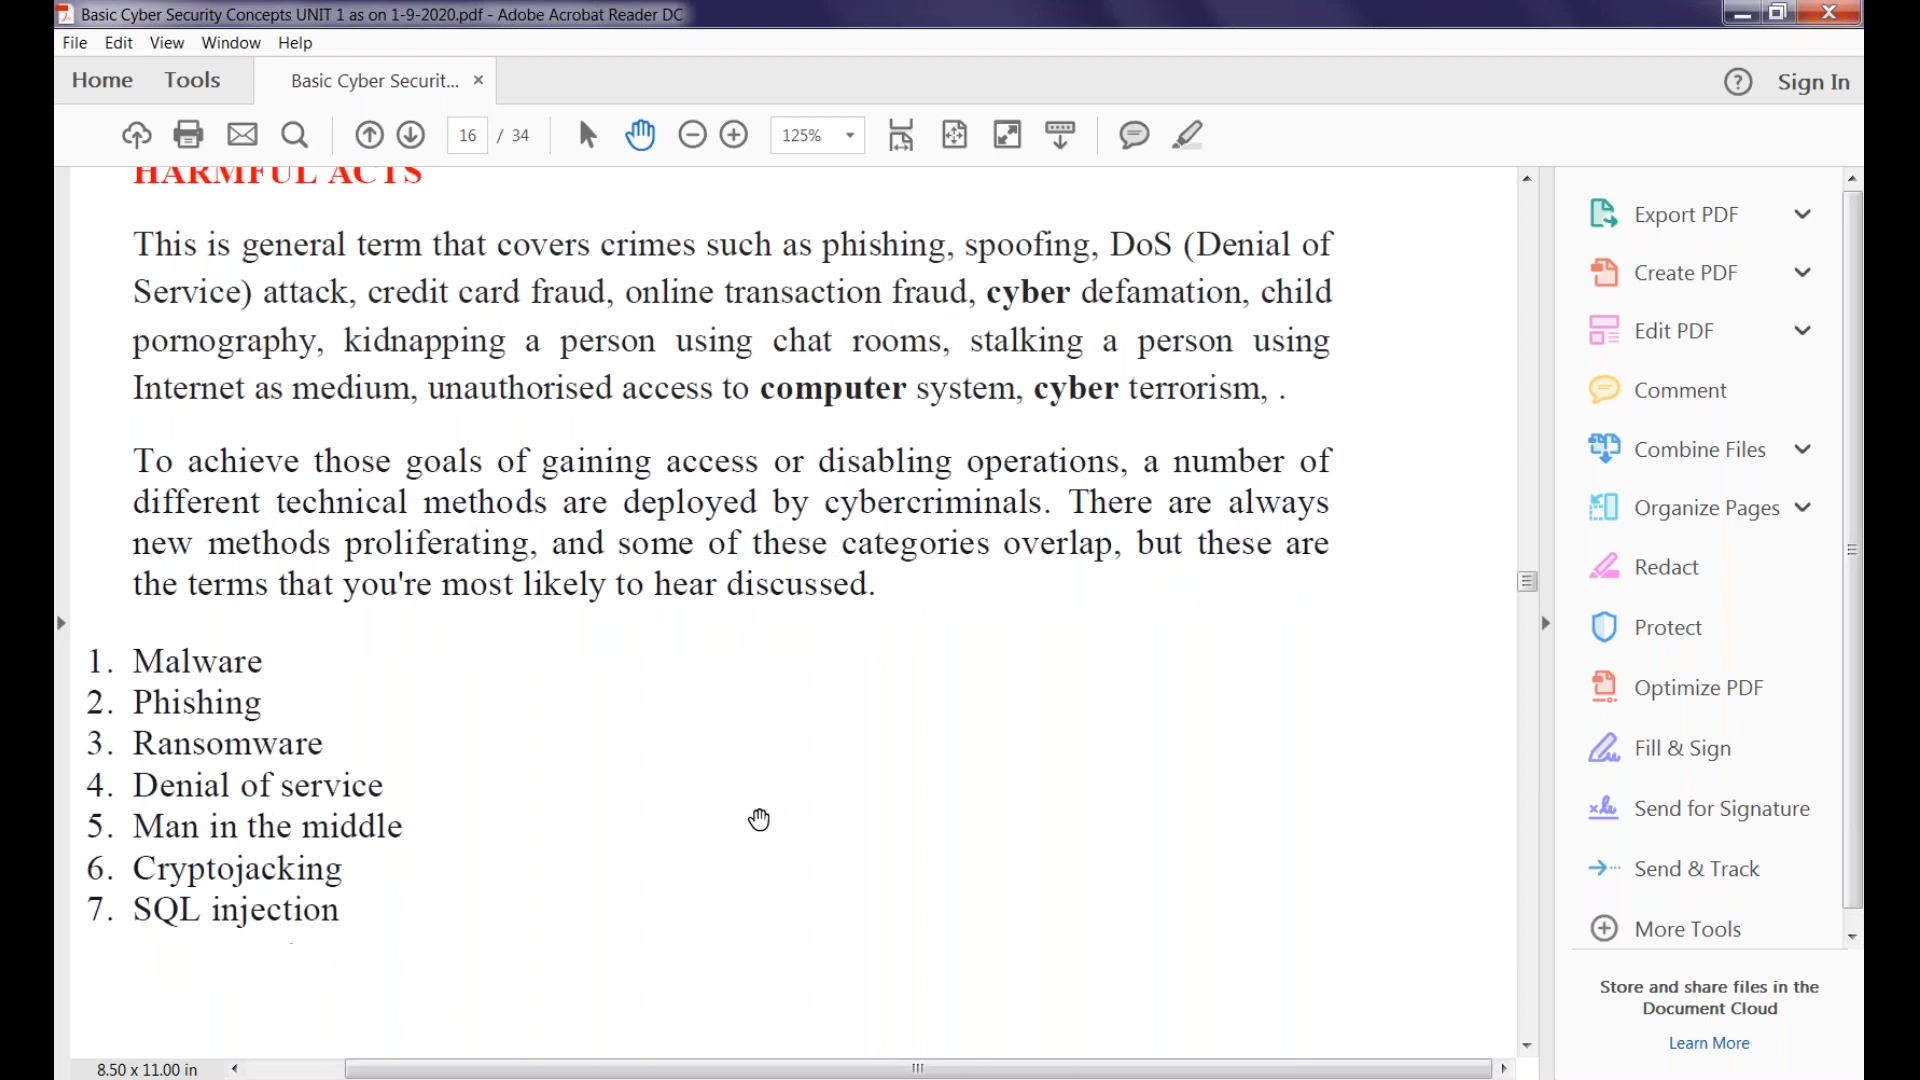 Basic Cyber Security Concepts UNIT 1 as on 1-9-2020.pdf - Adobe Acrobat Reader DC
File Edit View Window Help
Home Tools Basic Cyber Securit... × ? Sign In
16 / 34 125%
HARMFUL ACTS
This is general term that covers crimes such as phishing, spoofing, DoS (Denial of
Service) attack, credit card fraud, online transaction fraud, cyber defamation, child
pornography, kidnapping a person using chat rooms, stalking a person using
Internet as medium, unauthorised access to computer system, cyber terrorism, .
To achieve those goals of gaining access or disabling operations, a number of
different technical methods are deployed by cybercriminals. There are always
new methods proliferating, and some of these categories overlap, but these are
the terms that you're most likely to hear discussed.
1. Malware
2. Phishing
3. Ransomware
4. Denial of service
5. Man in the middle
6. Cryptojacking
7. SQL injection
8.50 x 11.00 in
Export PDF
Create PDF
Edit PDF
Comment
Combine Files
Organize Pages
Redact
Protect
Optimize PDF
Fill & Sign
Send for Signature
Send & Track
More Tools
Store and share files in the
Document Cloud
Learn More